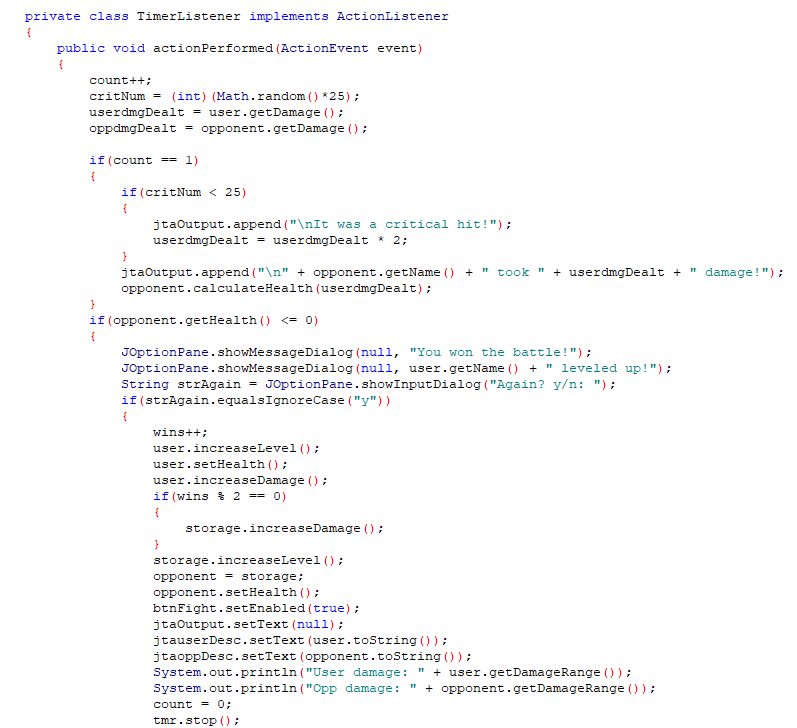 private class TimerListener implements ActionListener
{
    public void actionPerformed(ActionEvent event)
    {
        count++;
        critNum = (int)(Math.random()*25);
        userdmgDealt = user.getDamage();
        oppdmgDealt = opponent.getDamage();

        if(count == 1)
        {
            if(critNum < 25)
            {
                jtaOutput.append("\nIt was a critical hit!");
                userdmgDealt = userdmgDealt * 2;
            }
            jtaOutput.append("\n" + opponent.getName() + " took " + userdmgDealt + " damage!");
            opponent.calculateHealth(userdmgDealt);
        }
        if(opponent.getHealth() <= 0)
        {
            JOptionPane.showMessageDialog(null, "You won the battle!");
            JOptionPane.showMessageDialog(null, user.getName() + " leveled up!");
            String strAgain = JOptionPane.showInputDialog("Again? y/n: ");
            if(strAgain.equalsIgnoreCase("y"))
            {
                wins++;
                user.increaseLevel();
                user.setHealth();
                user.increaseDamage();
                if(wins % 2 == 0)
                {
                    storage.increaseDamage();
                }
                storage.increaseLevel();
                opponent = storage;
                opponent.setHealth();
                btnFight.setEnabled(true);
                jtaOutput.setText(null);
                jtauserDesc.setText(user.toString());
                jtaoppDesc.setText(opponent.toString());
                System.out.println("User damage: " + user.getDamageRange());
                System.out.println("Opp damage: " + opponent.getDamageRange());
                count = 0;
                tmr.stop();